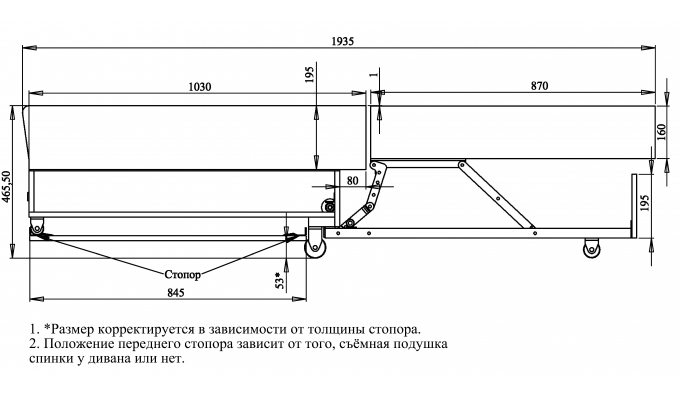 1935
1030
195
1
870
160
465,50
80
195
Стопор
53*
845
1. *Размер корректируется в зависимости от толщины стопора.
2. Положение переднего стопора зависит от того, съёмная подушка
спинки у дивана или нет.